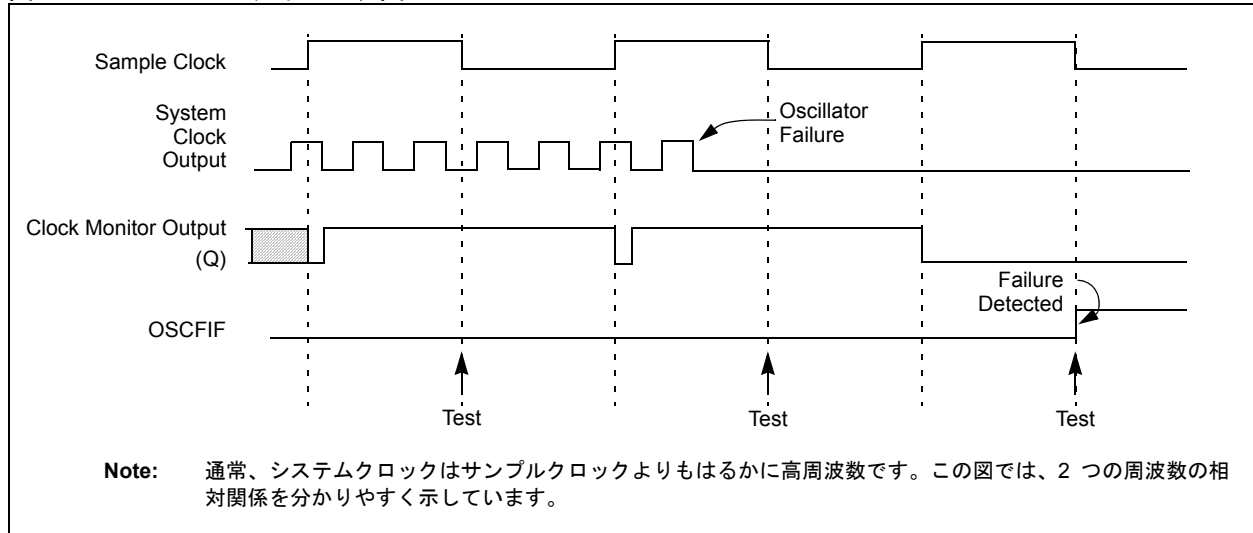 Sample Clock
System
Clock
Output
Oscillator
Failure
Clock Monitor Output
(Q)
Failure
Detected
OSCFIF
Test
Test
Test
Note: 通常、システムクロックはサンプルクロックよりもはるかに高周波数です。この図では、2 つの周波数の相
対関係を分かりやすく示しています。